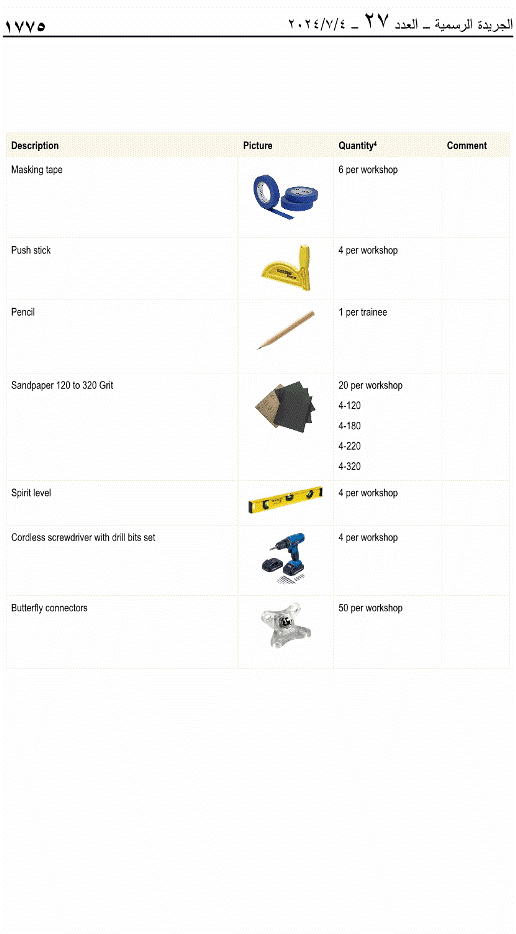 الجريدة الرسمية ــ العدد ٢٧ ــ ٢٠٢٤/٧/٤
١٧٧٥
Description Picture Quantity4 Comment
Masking tape 6 per workshop
Push stick 4 per workshop
Pencil 1 per trainee
Sandpaper 120 to 320 Grit 20 per workshop
4-120
4-180
4-220
4-320
Spirit level 4 per workshop
Cordless screwdriver with drill bits set 4 per workshop
Butterfly connectors 50 per workshop